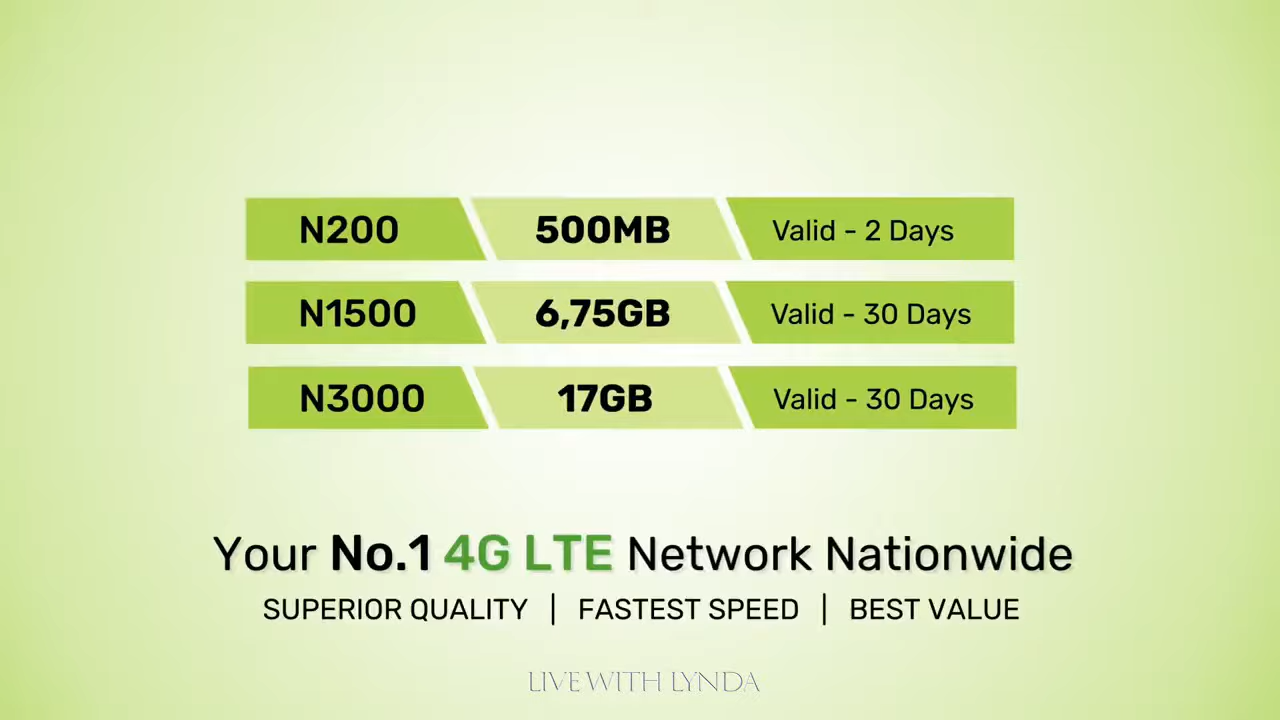 N200 500MB Valid - 2 Days
N1500 6,75GB Valid - 30 Days
N3000 17GB Valid - 30 Days
Your No.1 4G LTE Network Nationwide
SUPERIOR QUALITY | FASTEST SPEED | BEST VALUE
LIVE WITH LYNDA